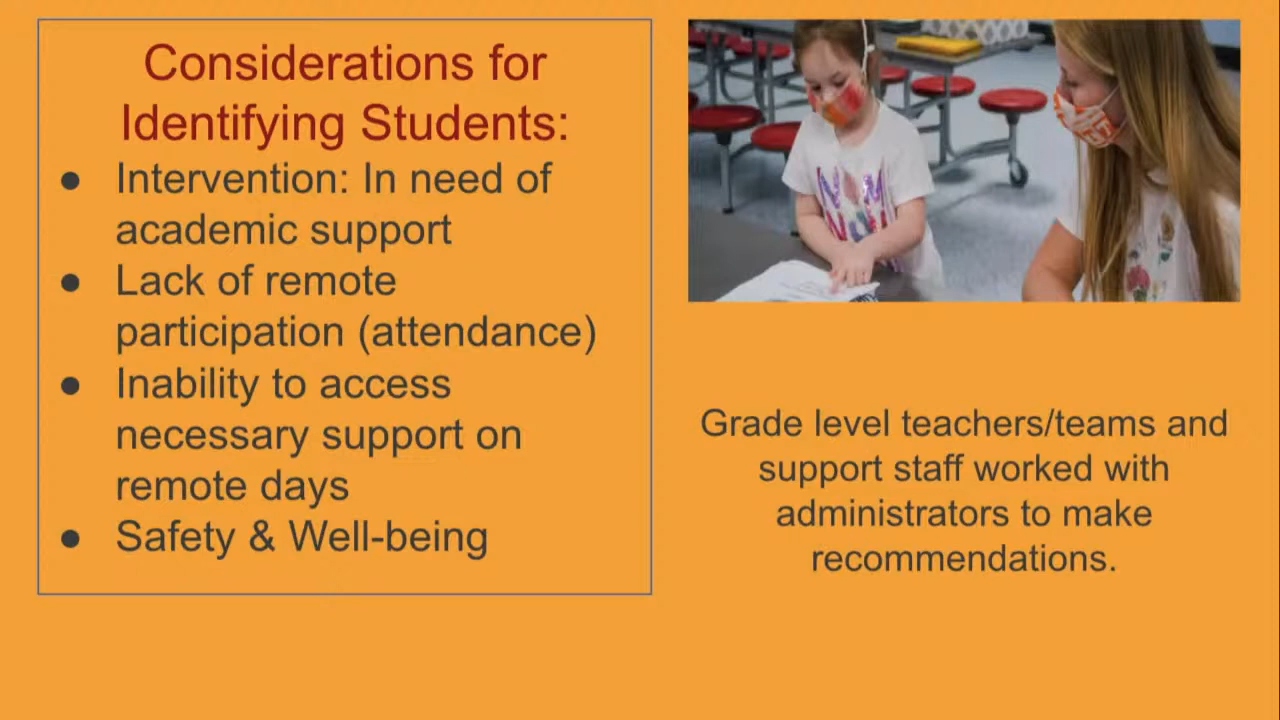 Considerations for
Identifying Students:
● Intervention: In need of
academic support
● Lack of remote
participation (attendance)
● Inability to access
necessary support on
remote days
● Safety & Well-being
Grade level teachers/teams and
support staff worked with
administrators to make
recommendations.